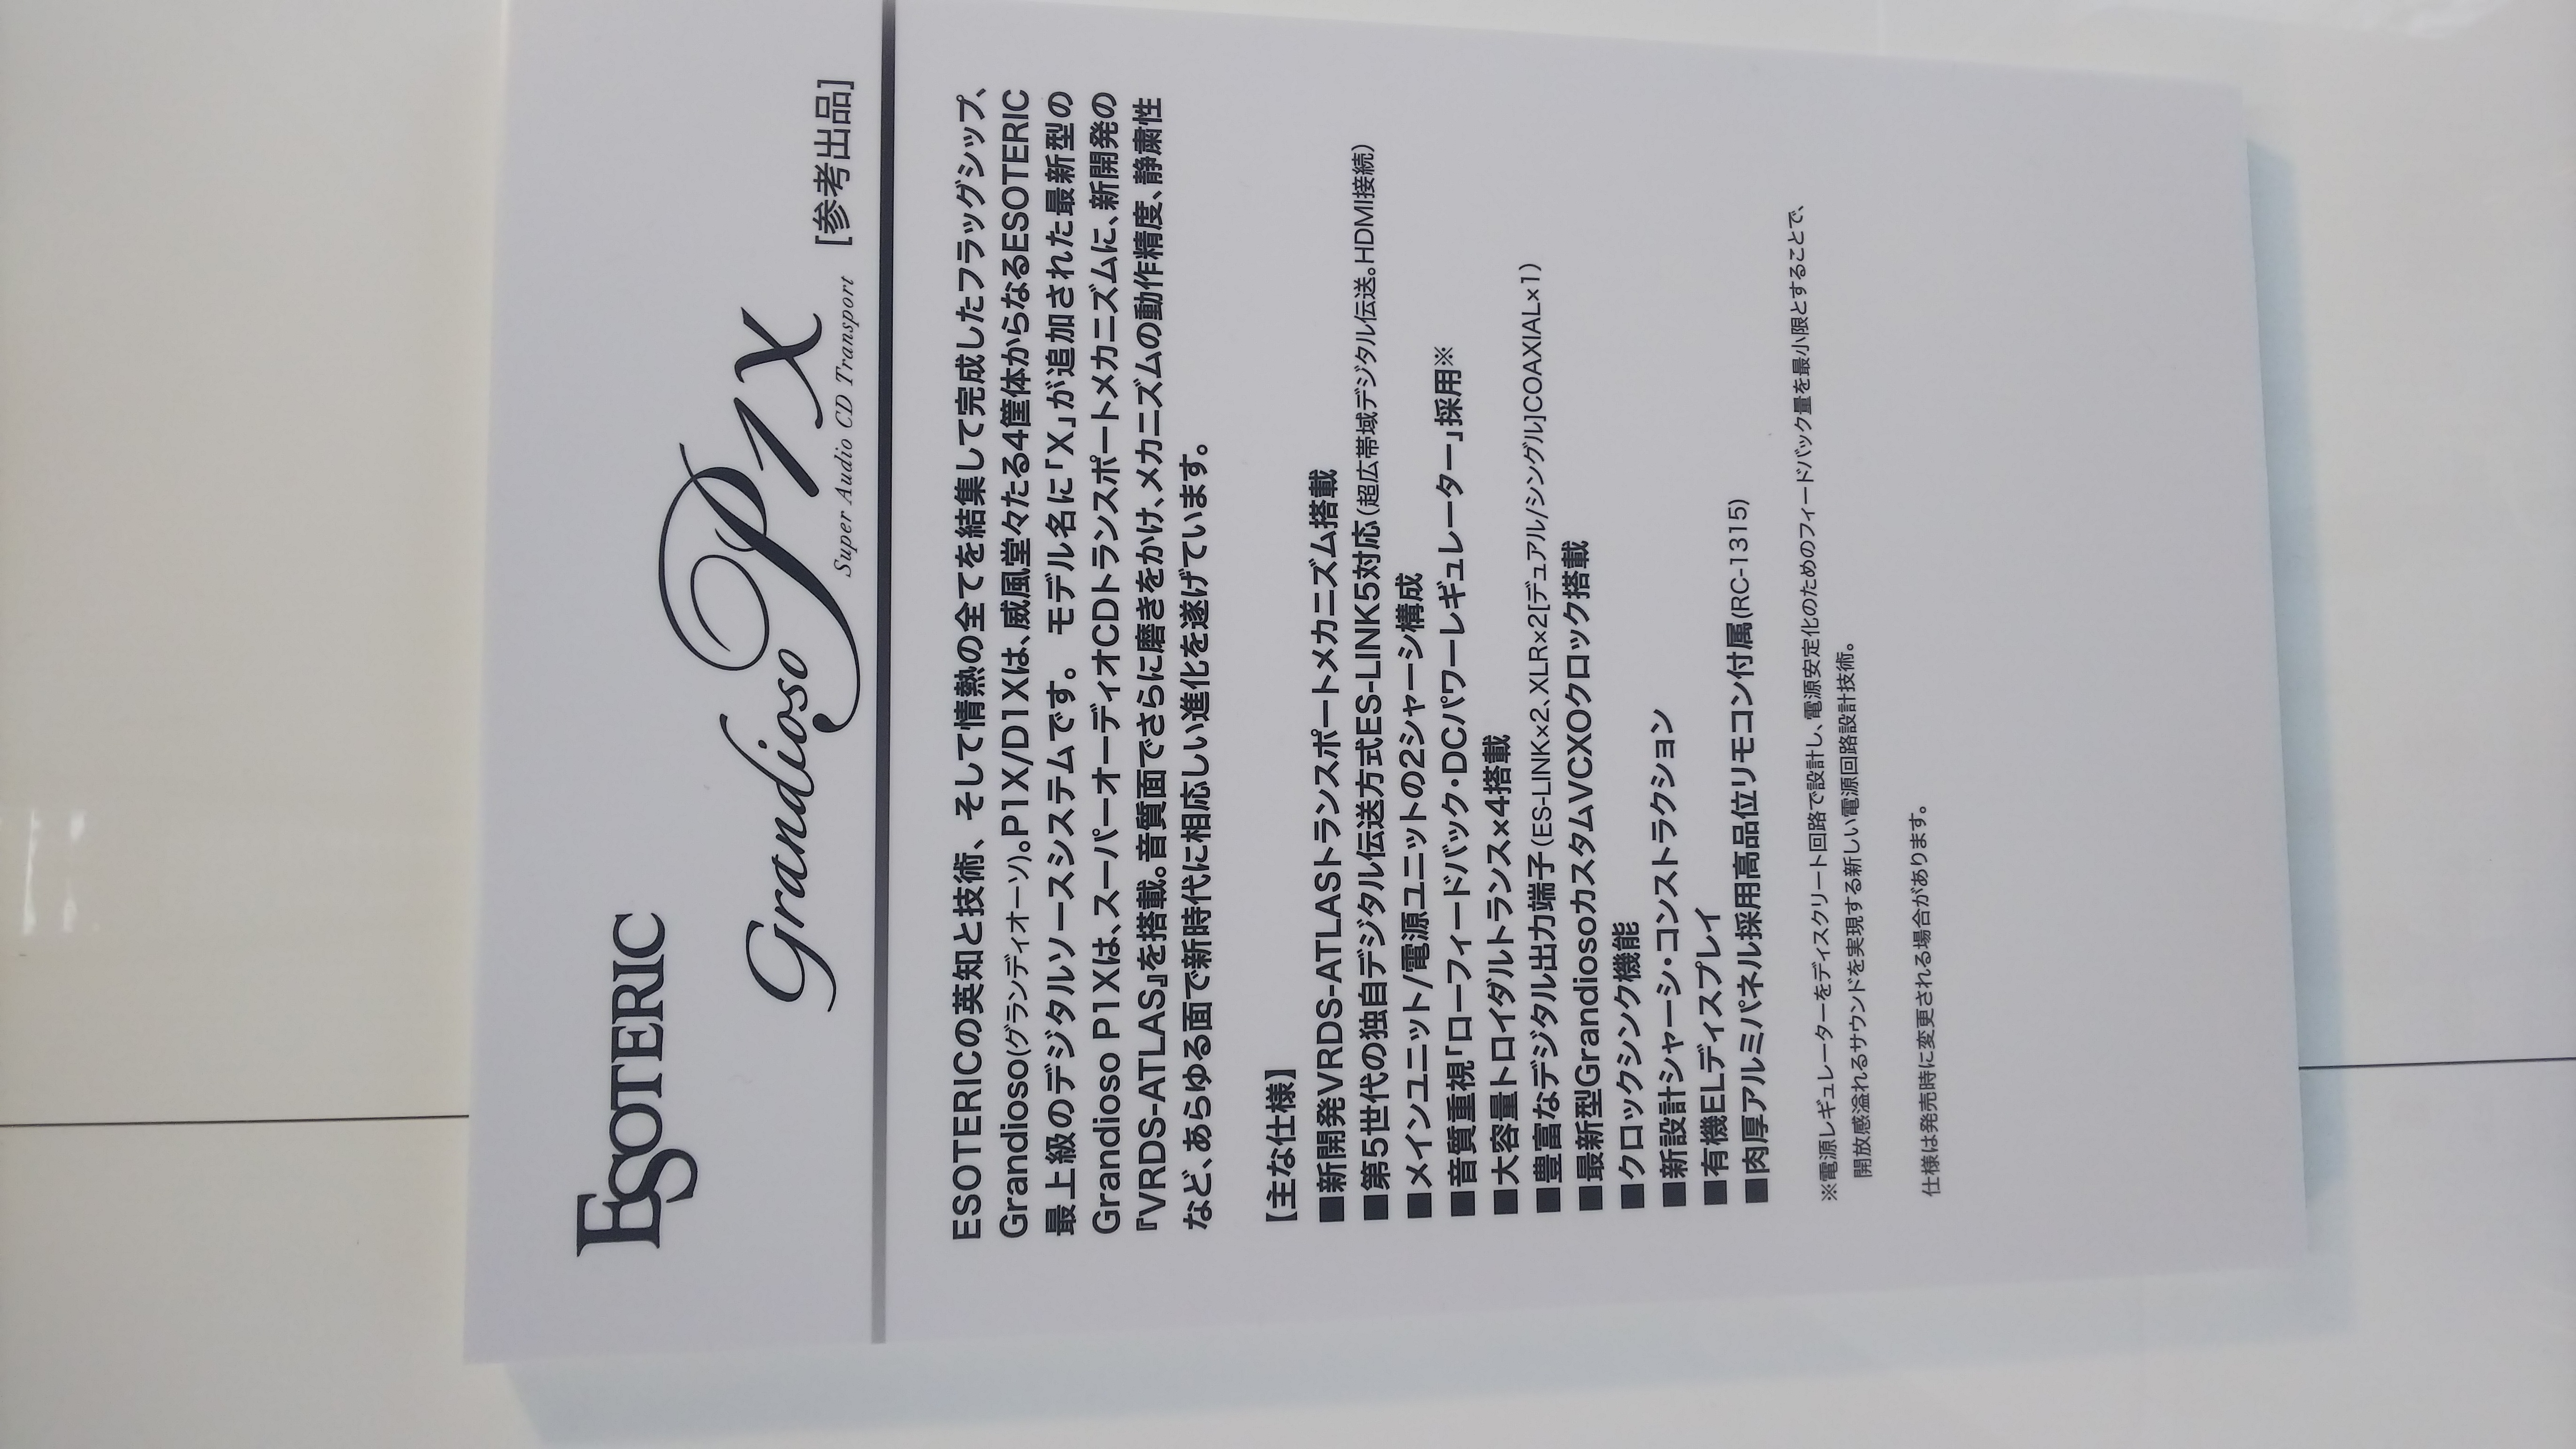 ESOTERIC
Grandioso P1X
Super Audio CD Transport [参考出品]
ESOTERICの英知と技術、そして情熱の全てを結集して完成したフラッグシップ、
Grandioso(グランディオーソ)。P1X/D1Xは、威風堂々たる4筐体からなるESOTERIC
最上級のデジタルソースシステムです。モデル名に「X」が追加された最新型の
Grandioso P1Xは、スーパーオーディオCDトランスポートメカニズムに、新開発の
『VRDS-ATLAS』を搭載。音質面でさらに磨きをかけ、メカニズムの動作精度、静粛性
など、あらゆる面で新時代に相応しい進化を遂げています。
【主な仕様】
■新開発VRDS-ATLASトランスポートメカニズム搭載
■第5世代の独自デジタル伝送方式ES-LINK5対応(超広帯域デジタル伝送。HDMI接続)
■メインユニット/電源ユニットの2シャーシ構成
■音質重視「ローフィードバック・DCパワーレギュレーター」採用※
■大容量トロイダルトランス×4搭載
■豊富なデジタル出力端子(ES-LINK×2、XLR×2[デュアル/シングル]COAXIAL×1)
■最新型GrandiosoカスタムVCXOクロック搭載
■クロックシンク機能
■新設計シャーシ・コンストラクション
■有機ELディスプレイ
■肉厚アルミパネル採用高品位リモコン付属(RC-1315)
※電源レギュレーターをディスクリート回路で設計し、電源安定化のためのフィードバック量を最小限とすることで、
開放感溢れるサウンドを実現する新しい電源回路設計技術。
仕様は発売時に変更される場合があります。